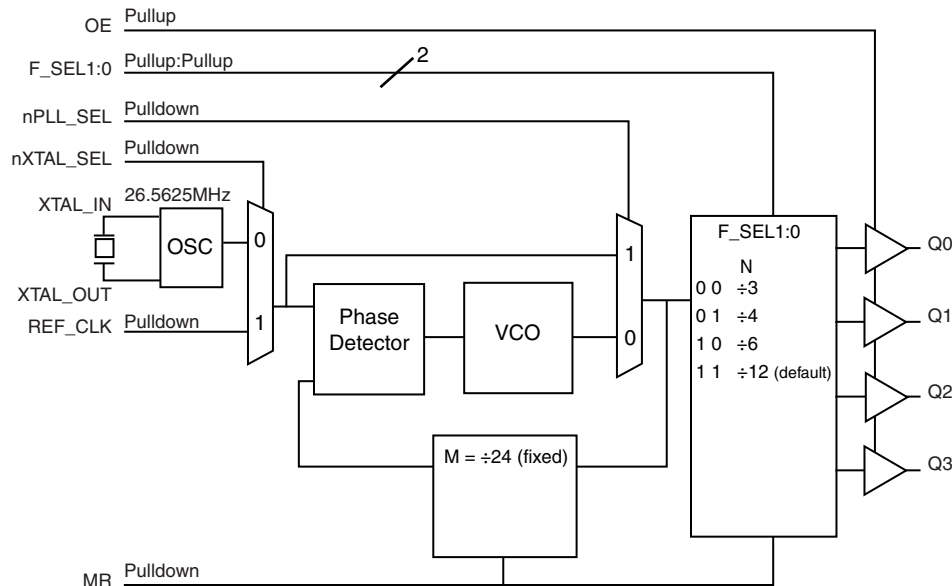 OE Pullup
F_SEL1:0 Pullup:Pullup
2
nPLL_SEL Pulldown
nXTAL_SEL Pulldown
XTAL_IN
26.5625MHz
OSC
XTAL_OUT
REF_CLK Pulldown
0
1
Phase
Detector
VCO
1
0
M = ÷24 (fixed)
F_SEL1:0
N
0 0 ÷3
0 1 ÷4
1 0 ÷6
1 1 ÷12 (default)
Q0
Q1
Q2
Q3
MR Pulldown